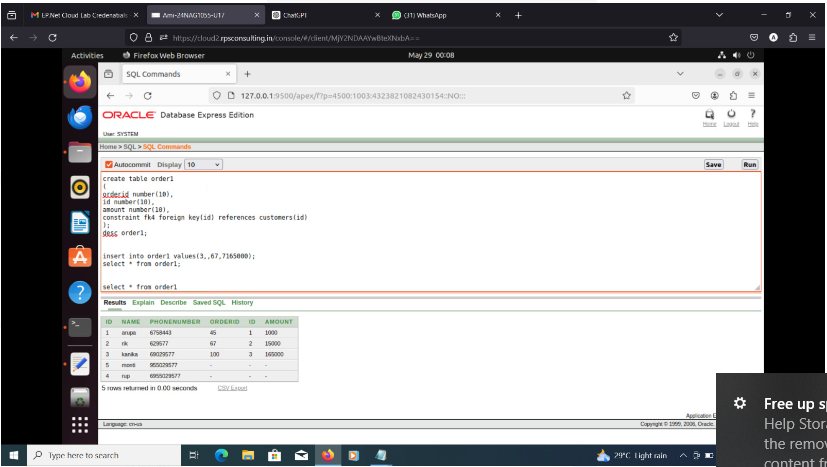 EP.Net Cloud Lab Credenatials
Ami-24NAG1055-U17
ChatGPT
(31) WhatsApp
https://cloud2.rpsconsulting.in/console/#/client/MjY2NDAAYwBteXNxbA==
Activities
Firefox Web Browser
May 29 00:08
SQL Commands
127.0.0.1:9500/apex/f?p=4500:1003:4323821082430154::NO:::
ORACLE Database Express Edition
Home Logout Help
User: SYSTEM
Home > SQL > SQL Commands
Autocommit Display 10
Save Run
create table order1
(
orderid number(10),
id number(10),
amount number(10),
constraint fk4 foreign key(id) references customers(id)
);
desc order1;
insert into order1 values(3,,67,7165000);
select * from order1;
select * from order1
Results Explain Describe Saved SQL History
ID NAME PHONENUMBER ORDERID ID AMOUNT
1 arupa 6758443 45 1 1000
2 rik 629577 67 2 15000
3 kanika 69029577 100 3 165000
5 monti 955029577 - - -
4 rup 6955029577 - - -
5 rows returned in 0.00 seconds CSV Export
Application E
Language: en-us
Copyright © 1999, 2006, Oracle.
Free up sp
Help Stora
the remov
content fr
Type here to search
29°C Light rain